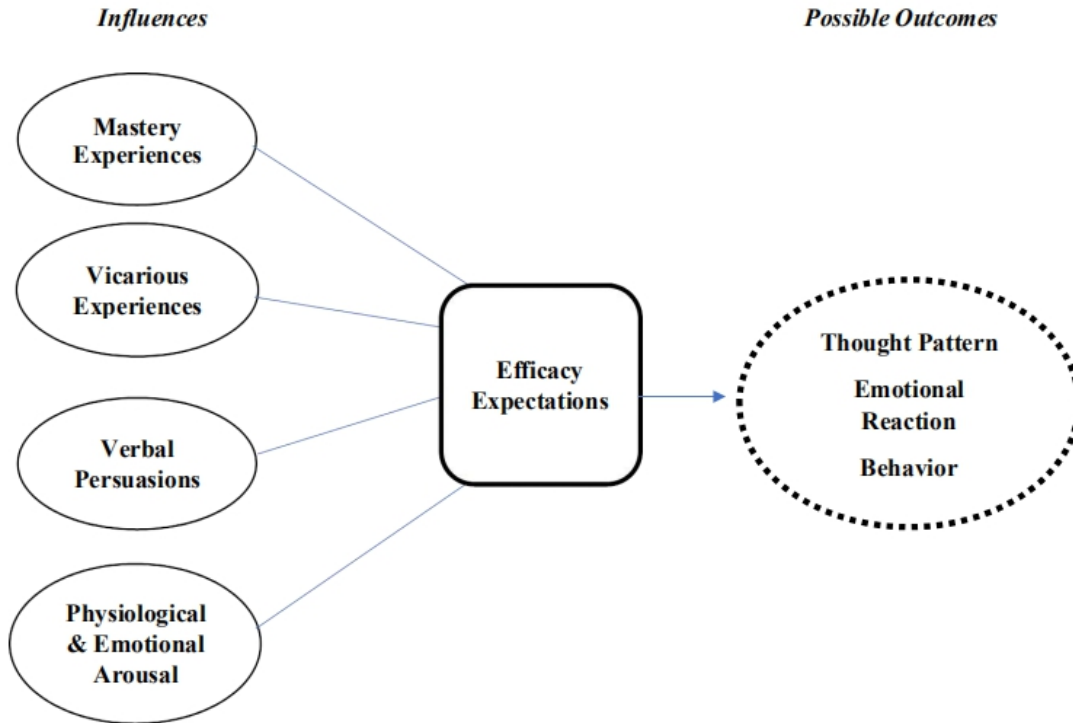 Influences
Possible Outcomes
Mastery
Experiences
Vicarious
Experiences
Verbal
Persuasions
Physiological
& Emotional
Arousal
Efficacy
Expectations
Thought Pattern
Emotional
Reaction
Behavior